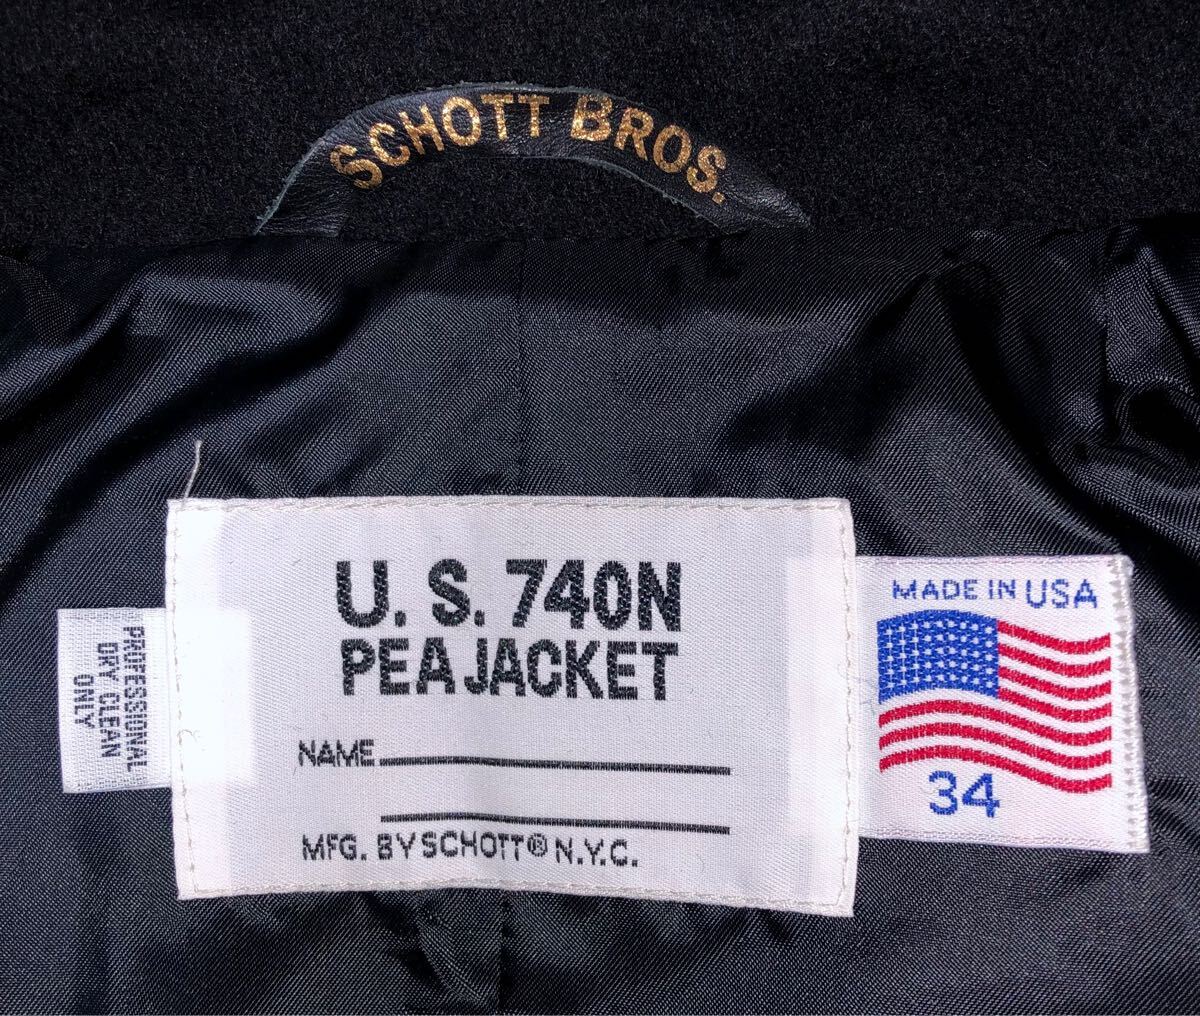 SCHOTT BROS.
U. S. 740N
PEA JACKET
NAME
MFG. BY SCHOTT® N.Y.C.
PROFESSIONAL
DRY CLEAN
ONLY
MADE IN USA
34